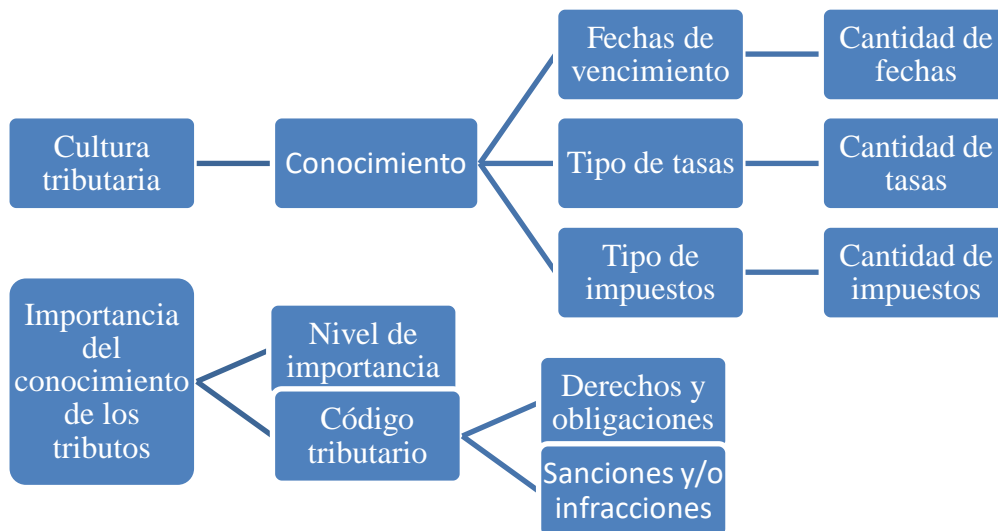 Cultura
tributaria
Conocimiento
Fechas de
vencimiento
Cantidad de
fechas
Tipo de tasas
Cantidad de
tasas
Tipo de
impuestos
Cantidad de
impuestos
Importancia
del
conocimiento
de los
tributos
Nivel de
importancia
Código
tributario
Derechos y
obligaciones
Sanciones y/o
infracciones